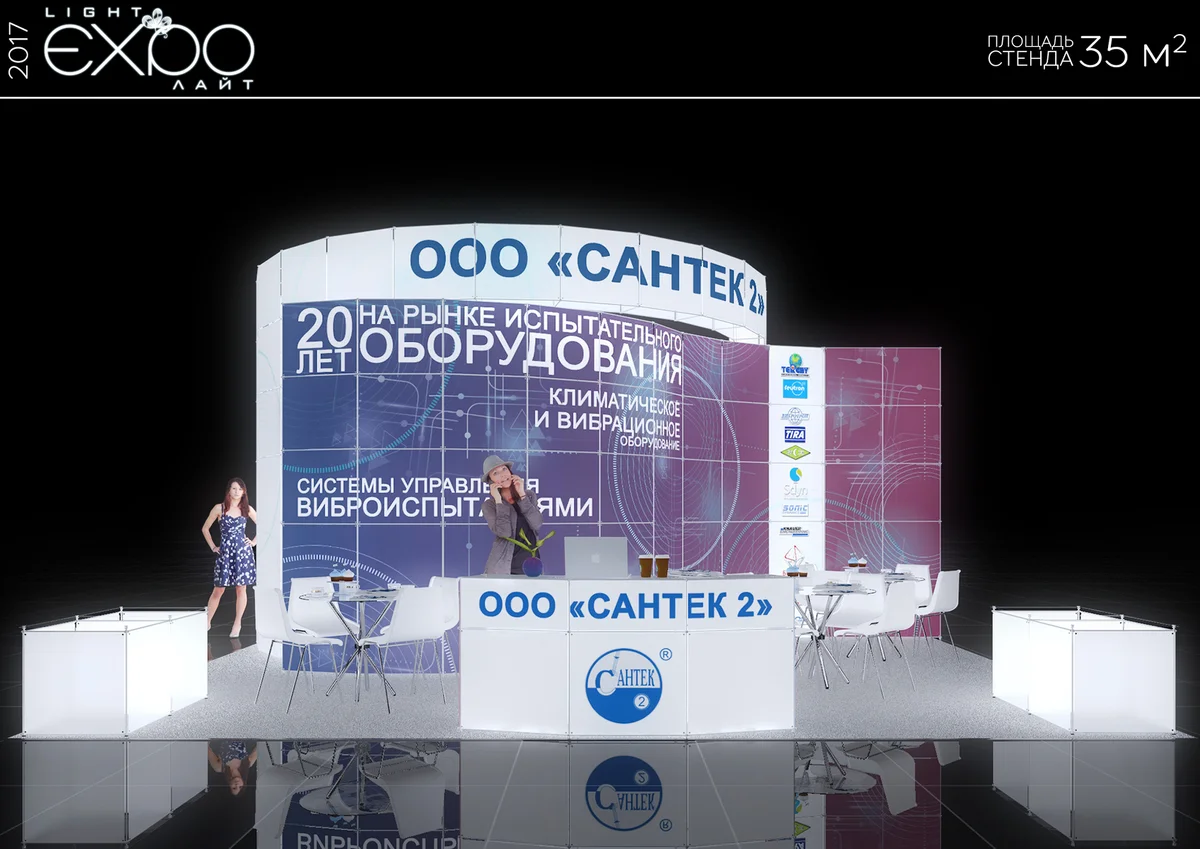 2017
LIGHT
EXPO
ЛАЙТ
ПЛОЩАДЬ
СТЕНДА 35 м²
ООО «САНТЕК 2»
20 ЛЕТ
НА РЫНКЕ ИСПЫТАТЕЛЬНОГО
ОБОРУДОВАНИЯ
КЛИМАТИЧЕСКОЕ
И ВИБРАЦИОННОЕ
ОБОРУДОВАНИЕ
СИСТЕМЫ
TIRA
ООО «САНТЕК 2»
САНТЕК ®
2